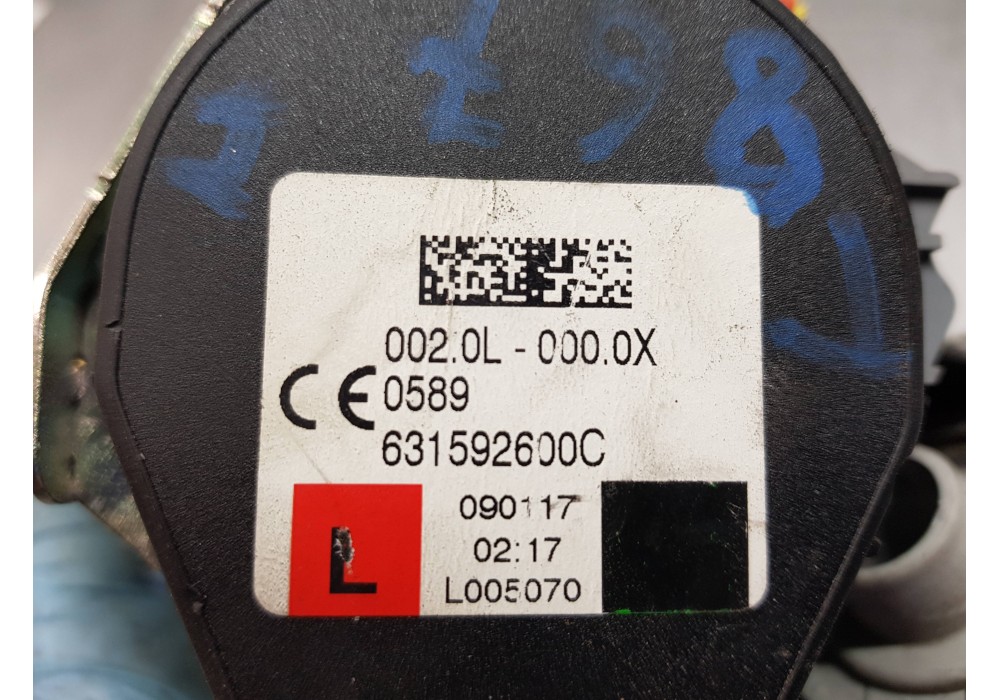 002.0L - 000.0X
CE 0589
631592600C
L
090117
02:17
L005070